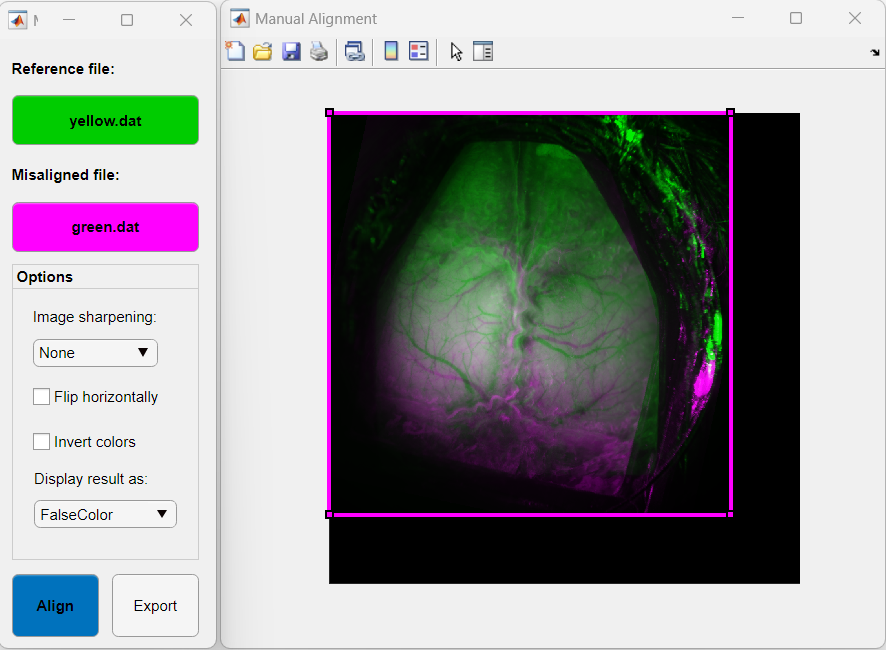 Manual Alignment
Reference file:
yellow.dat
Misaligned file:
green.dat
Options
Image sharpening:
None
Flip horizontally
Invert colors
Display result as:
FalseColor
Align
Export